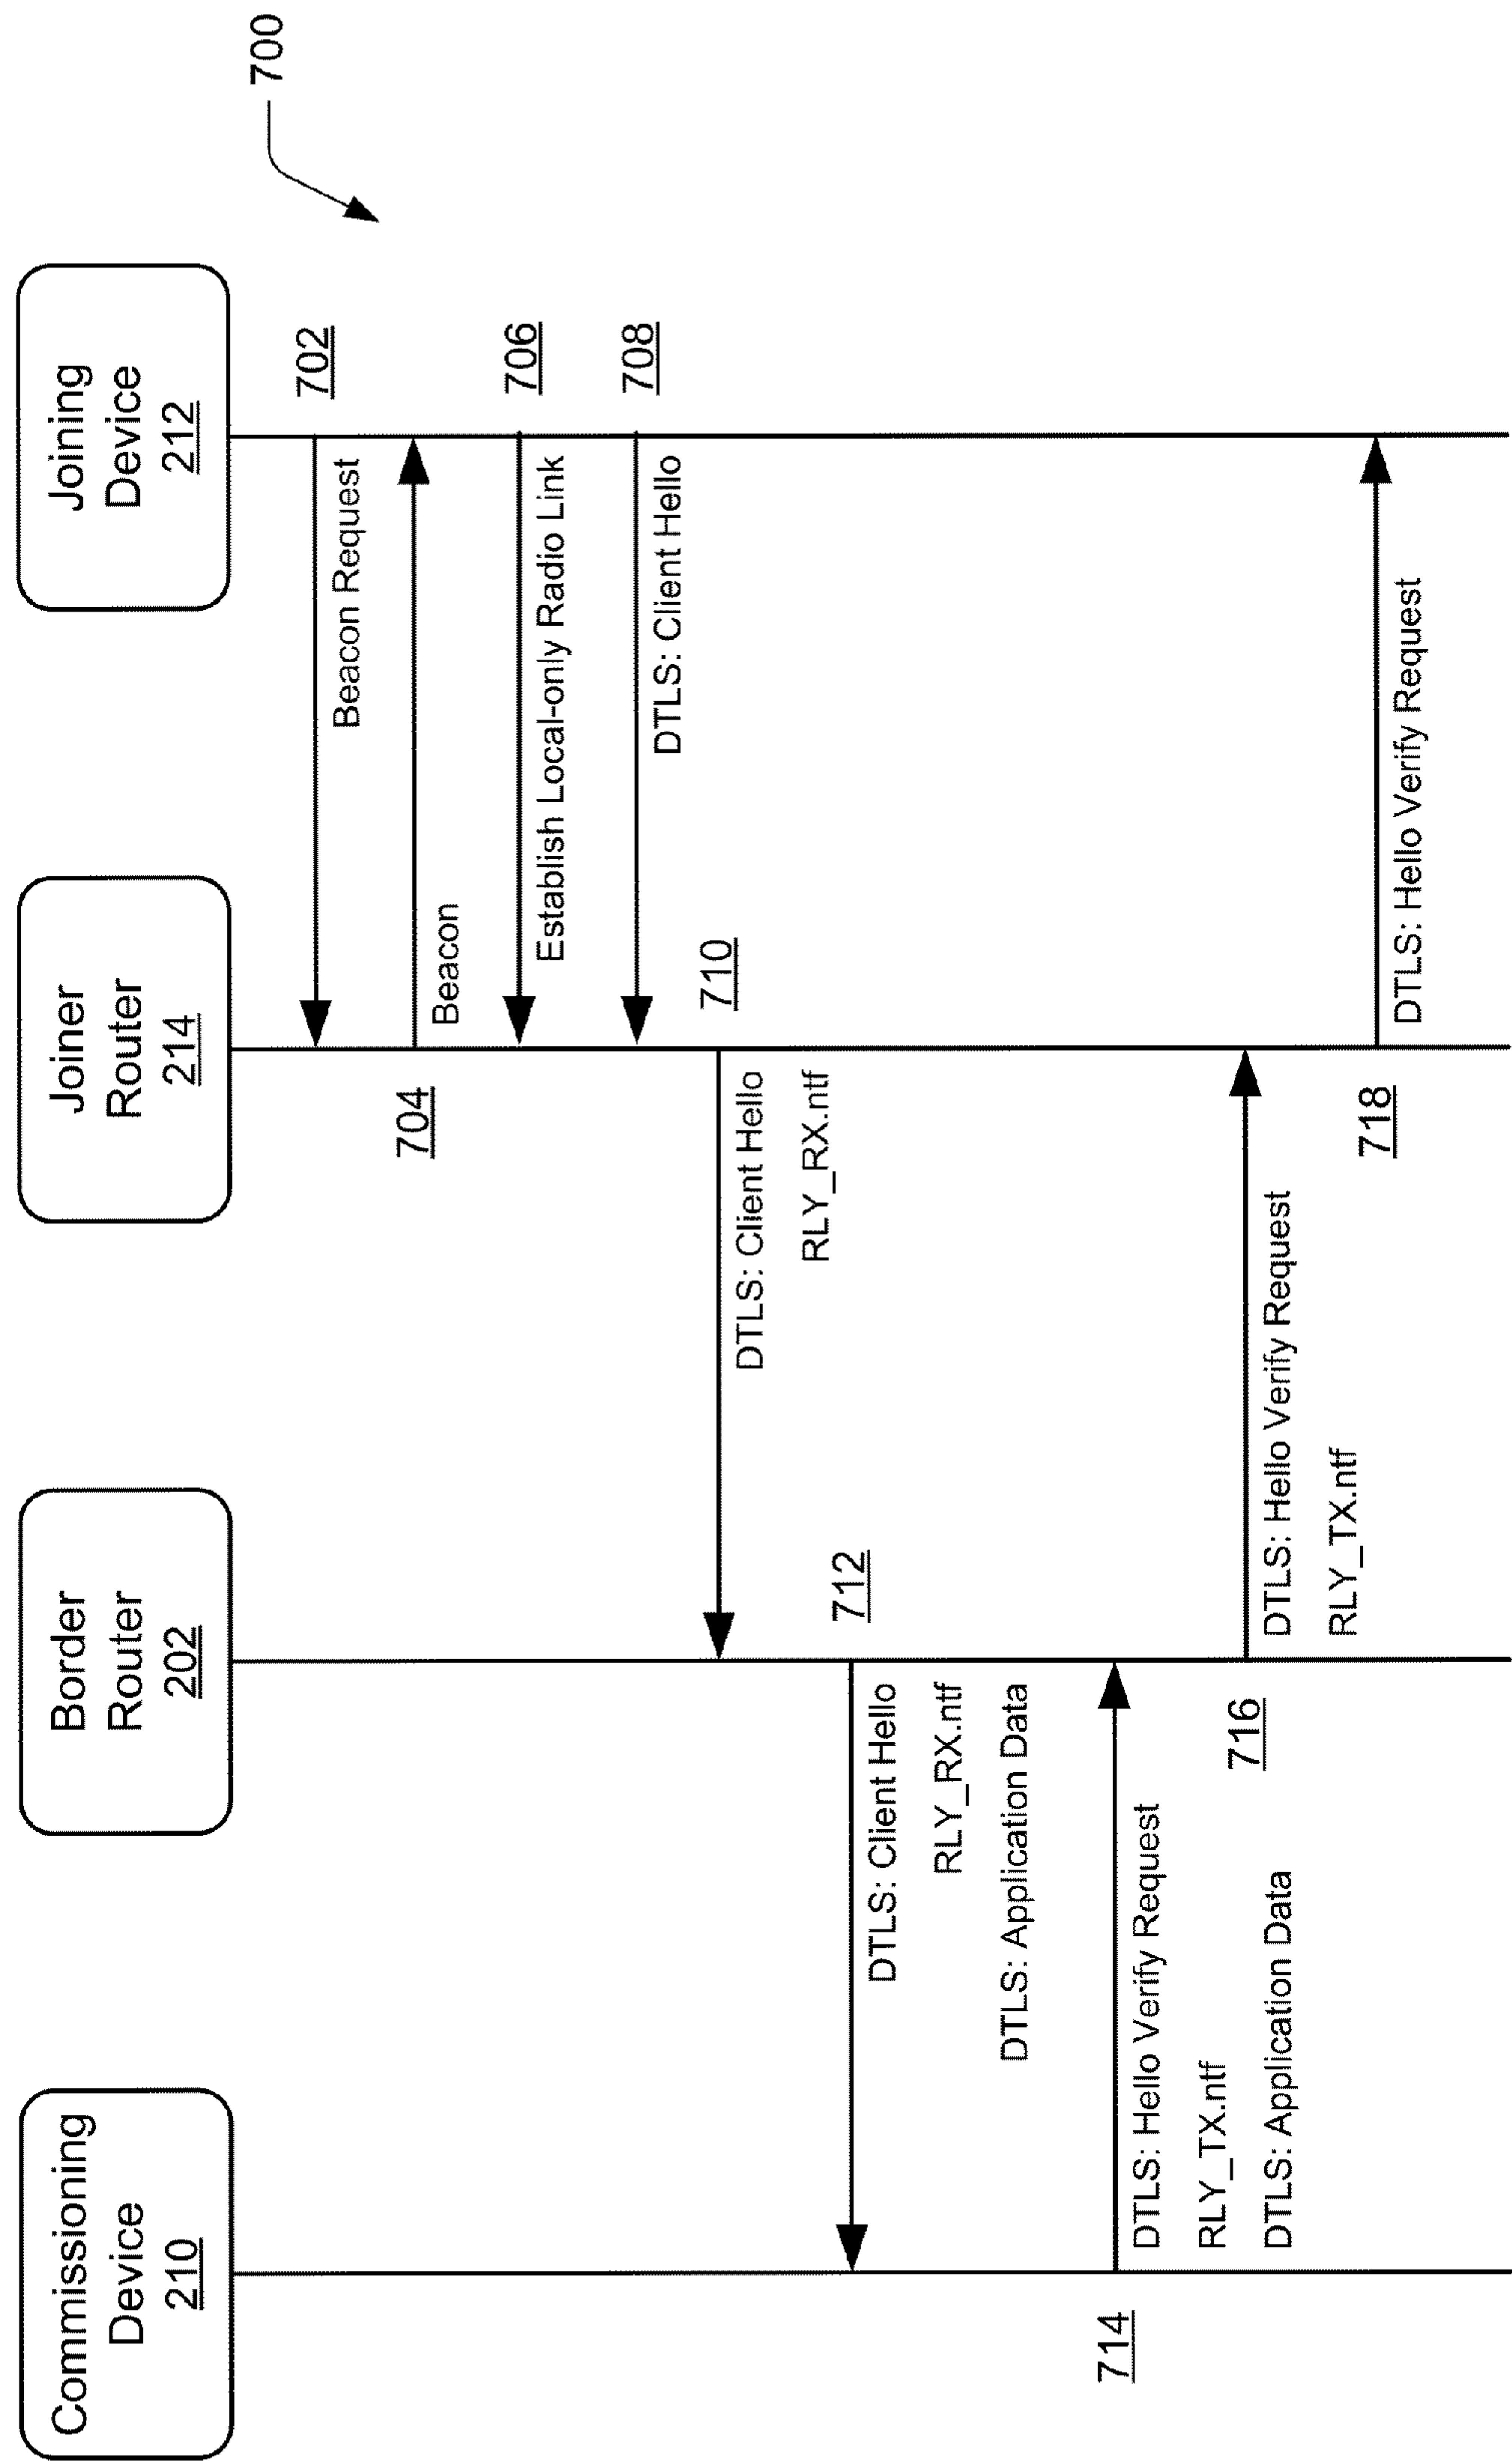 700
Commissioning
Device
210
Border
Router
202
Joiner
Router
214
Joining
Device
212
702
Beacon Request
704
Beacon
706
Establish Local-only Radio Link
708
DTLS: Client Hello
710
DTLS: Client Hello
RLY_RX.ntf
712
DTLS: Client Hello
RLY_RX.ntf
DTLS: Application Data
714
DTLS: Hello Verify Request
RLY_TX.ntf
DTLS: Application Data
716
DTLS: Hello Verify Request
RLY_TX.ntf
718
DTLS: Hello Verify Request